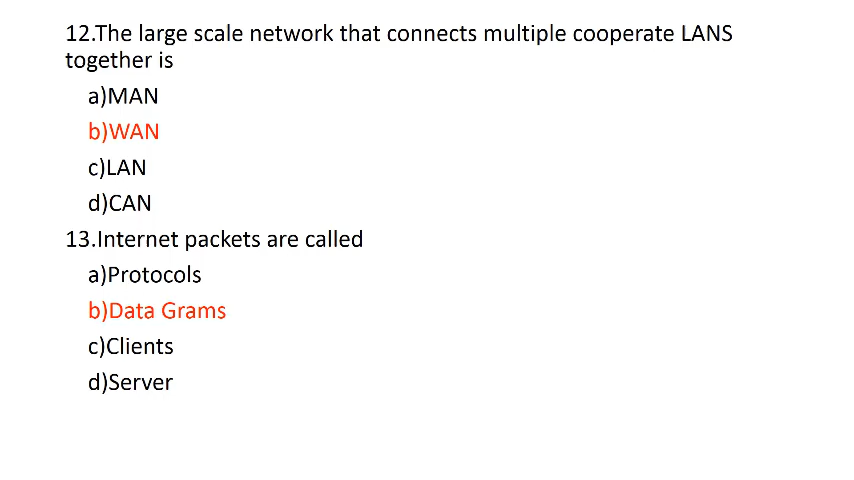 12.The large scale network that connects multiple cooperate LANS
together is
a)MAN
b)WAN
c)LAN
d)CAN
13.Internet packets are called
a)Protocols
b)Data Grams
c)Clients
d)Server